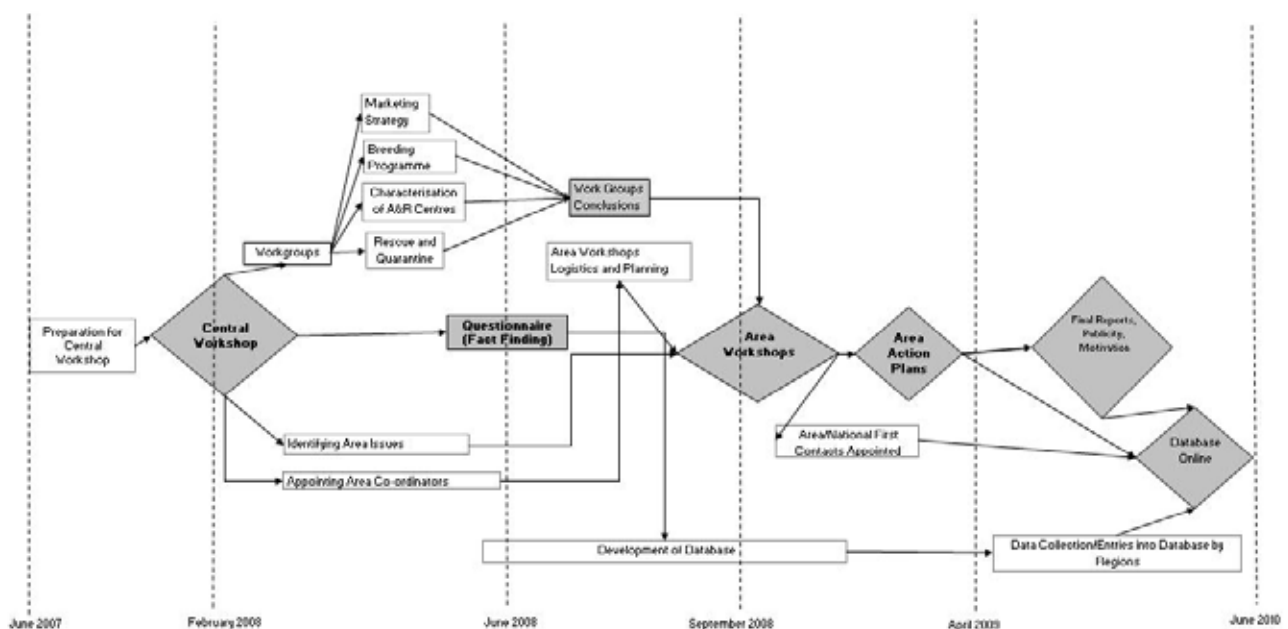 Marketing
Strategy
Breeding
Programme
Characterisation
of A&R Centres
Rescue and
Quarantine
Workgroups
Work Groups
Conclusions
Area Workshops
Logistics and Planning
Preparation for
Central
Workshop
Central
Workshop
Questionnaire
(Fact Finding)
Area
Workshops
Area
Action
Plans
Final Reports,
Publicity,
Motivation
Identifying Area Issues
Appointing Area Co-ordinators
Area/National First
Contacts Appointed
Database
Online
Development of Database
Data Collection/Entries into Database by
Regions
June 2007
February 2008
June 2008
September 2008
April 2009
June 2010